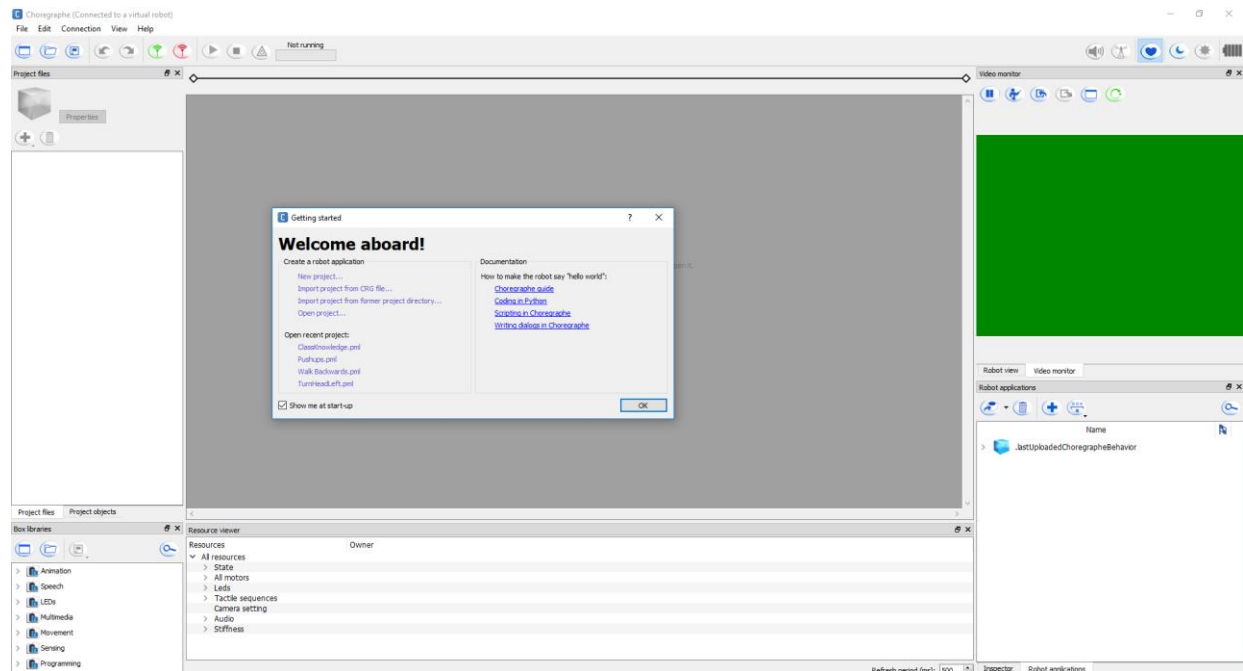 Choregraphe (Connected to a virtual robot)
File Edit Connection View Help
Not running
Project files
Properties
Video monitor
Getting started
Welcome aboard!
Create a robot application
New project...
Import project from CRG file...
Import project from former project directory...
Open project...
Open recent project:
ClassKnowledge.pml
Pushups.pml
Walk Backwards.pml
TurnHeadLeft.pml
Documentation
How to make the robot say "hello world":
Choregraphe guide
Coding in Python
Scripting in Choregraphe
Writing dialogs in Choregraphe
Show me at start-up
OK
Robot view Video monitor
Robot applications
Name
.lastUploadedChoregrapheBehavior
Project files Project objects
Box libraries
Animation
Speech
LEDs
Multimedia
Movement
Sensing
Programming
Resource viewer
Resources Owner
All resources
State
All motors
Leds
Tactile sequences
Camera setting
Audio
Stiffness
Refresh period (ms): 500
Inspector Robot applications